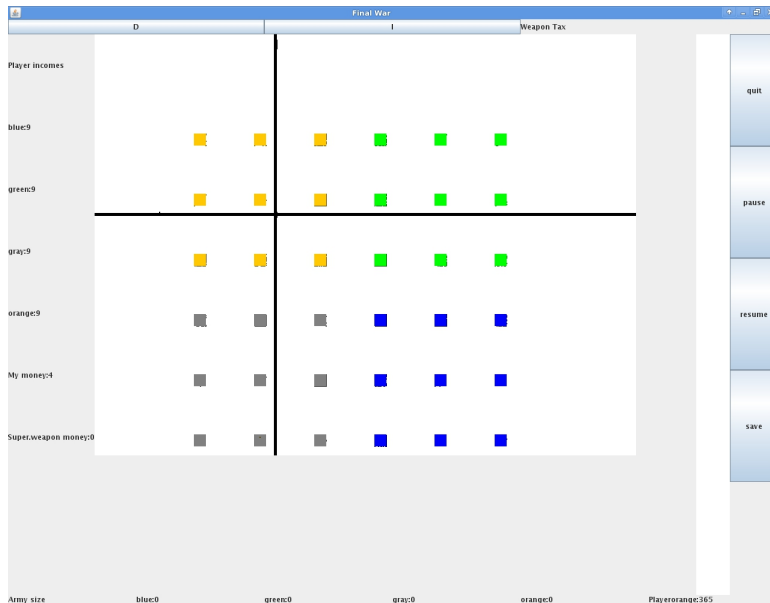 Final War
D I Weapon Tax
Player incomes
quit
blue:9
green:9
pause
gray:9
orange:9
resume
My money:4
save
Super.weapon money:0
Army size blue:0 green:0 gray:0 orange:0 Playerorange:365